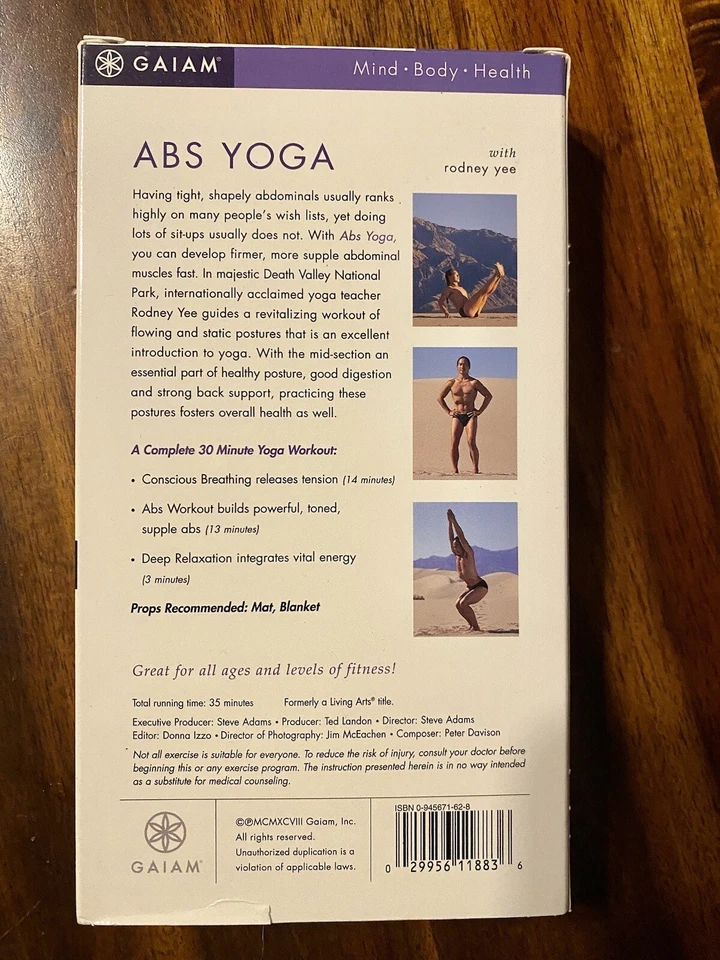 GAIAM®
Mind • Body • Health
ABS YOGA
with
rodney yee
Having tight, shapely abdominals usually ranks
highly on many people's wish lists, yet doing
lots of sit-ups usually does not. With Abs Yoga,
you can develop firmer, more supple abdominal
muscles fast. In majestic Death Valley National
Park, internationally acclaimed yoga teacher
Rodney Yee guides a revitalizing workout of
flowing and static postures that is an excellent
introduction to yoga. With the mid-section an
essential part of healthy posture, good digestion
and strong back support, practicing these
postures fosters overall health as well.
A Complete 30 Minute Yoga Workout:
• Conscious Breathing releases tension (14 minutes)
• Abs Workout builds powerful, toned,
supple abs (13 minutes)
• Deep Relaxation integrates vital energy
(3 minutes)
Props Recommended: Mat, Blanket
Great for all ages and levels of fitness!
Total running time: 35 minutes Formerly a Living Arts® title.
Executive Producer: Steve Adams • Producer: Ted Landon • Director: Steve Adams
Editor: Donna Izzo • Director of Photography: Jim McEachen • Composer: Peter Davison
Not all exercise is suitable for everyone. To reduce the risk of injury, consult your doctor before
beginning this or any exercise program. The instruction presented herein is in no way intended
as a substitute for medical counseling.
GAIAM®
©℗MCMXCVIII Gaiam, Inc.
All rights reserved.
Unauthorized duplication is a
violation of applicable laws.
ISBN 0-945671-62-8
0 29956 11883 6